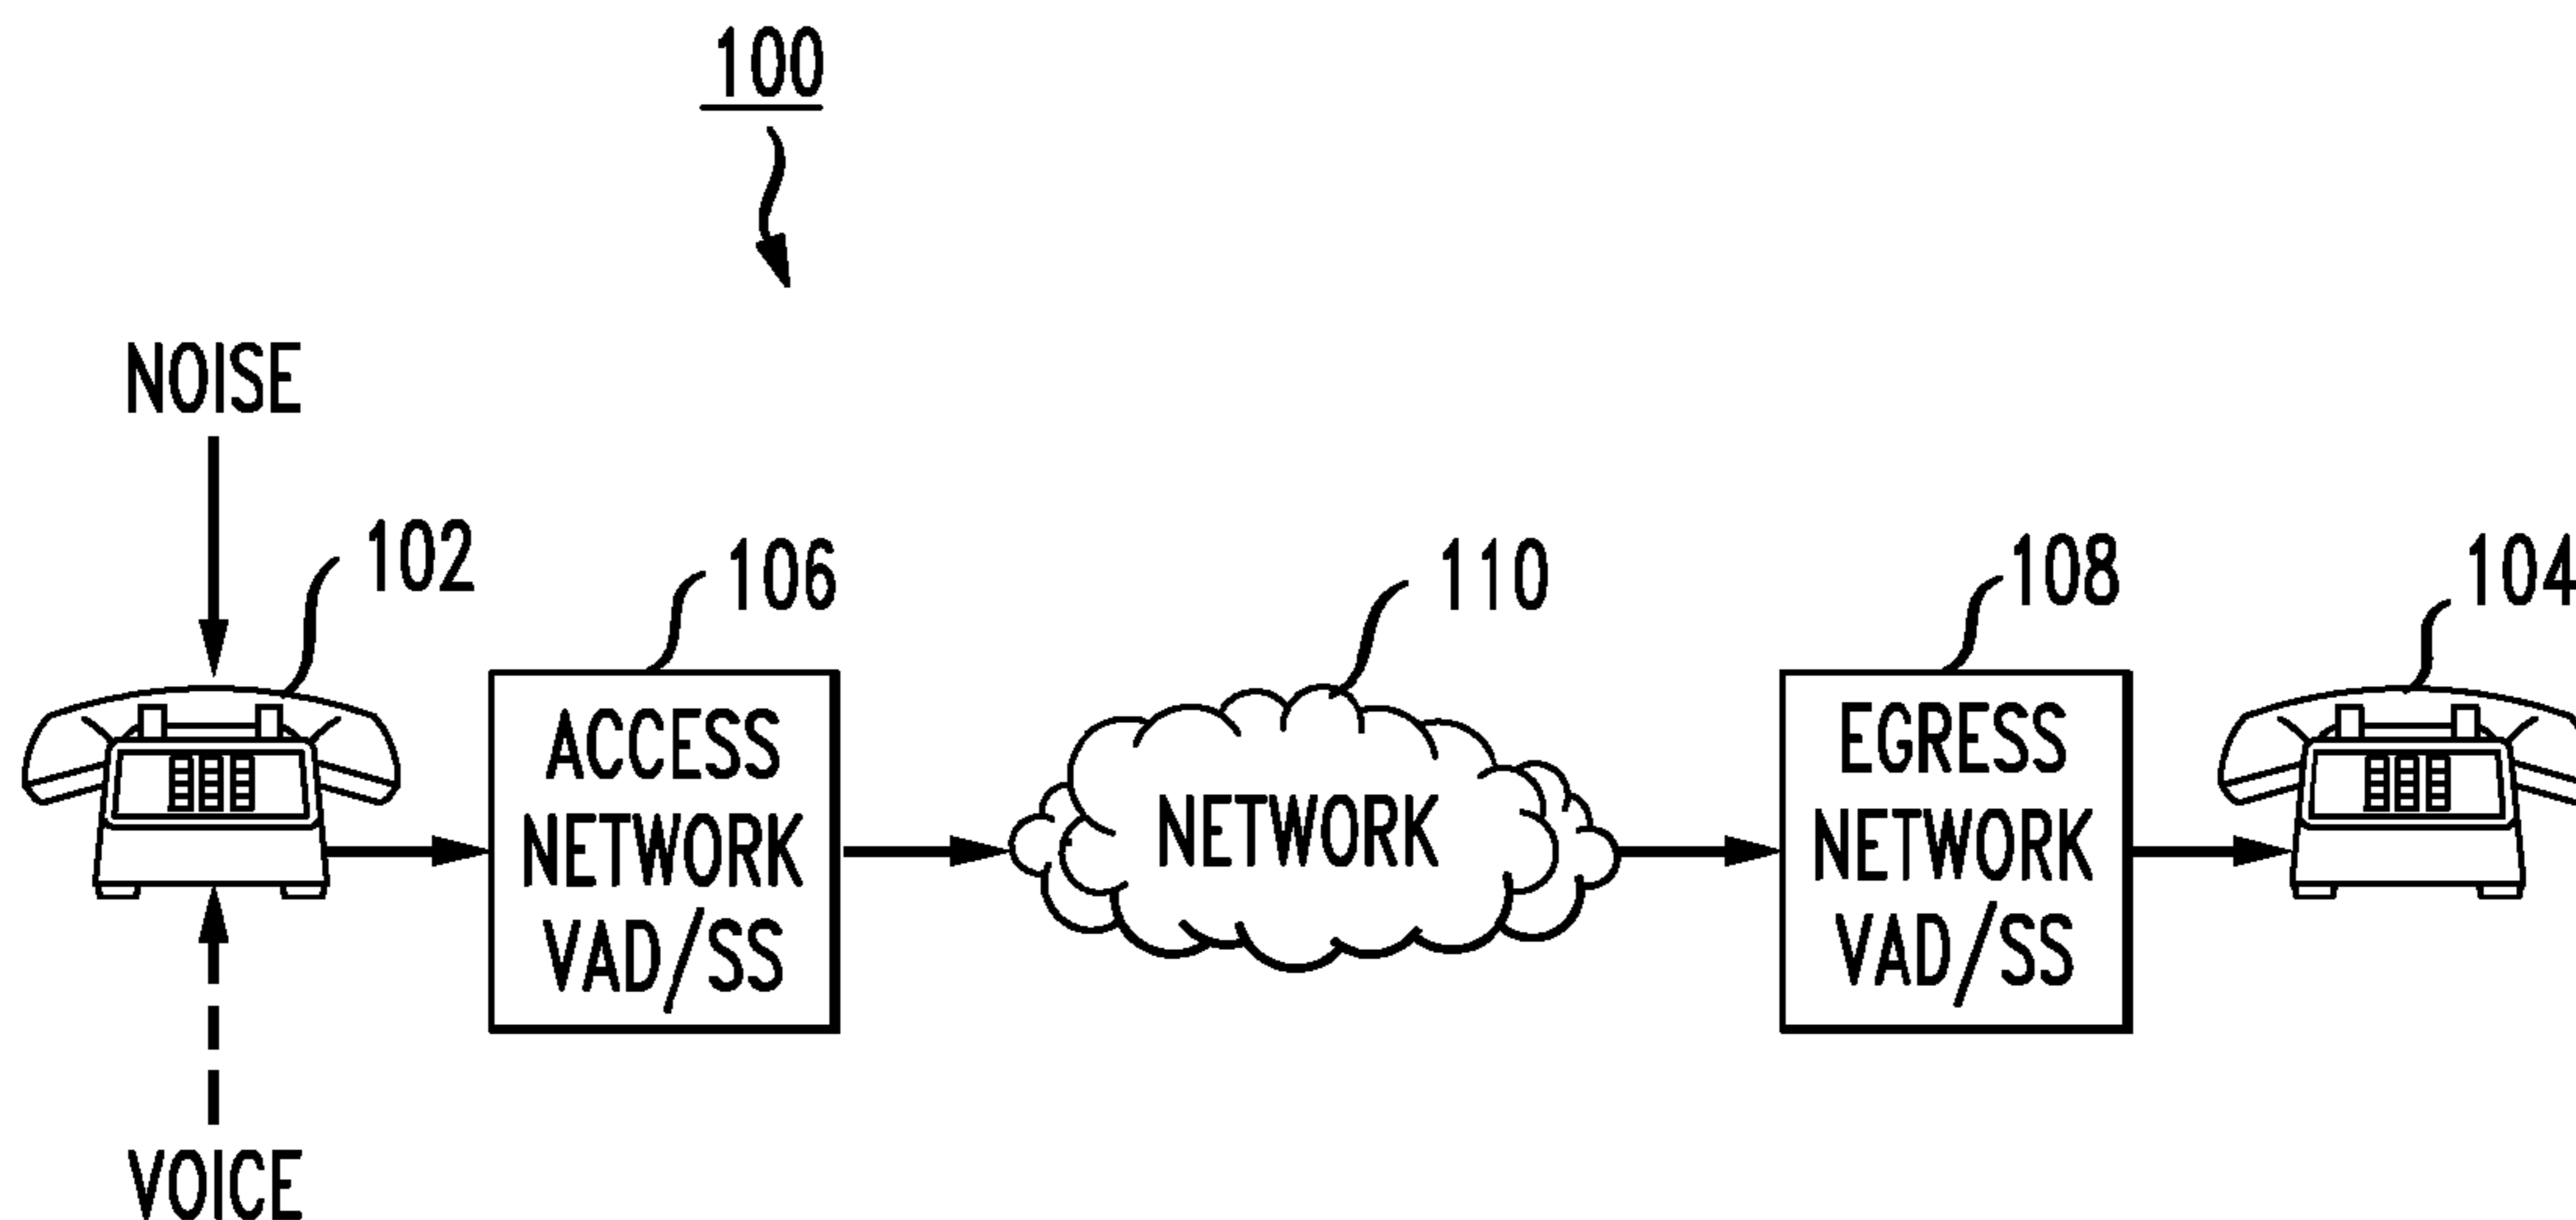 100
NOISE
102
106
110
108
104
ACCESS
NETWORK
VAD/SS
NETWORK
EGRESS
NETWORK
VAD/SS
VOICE